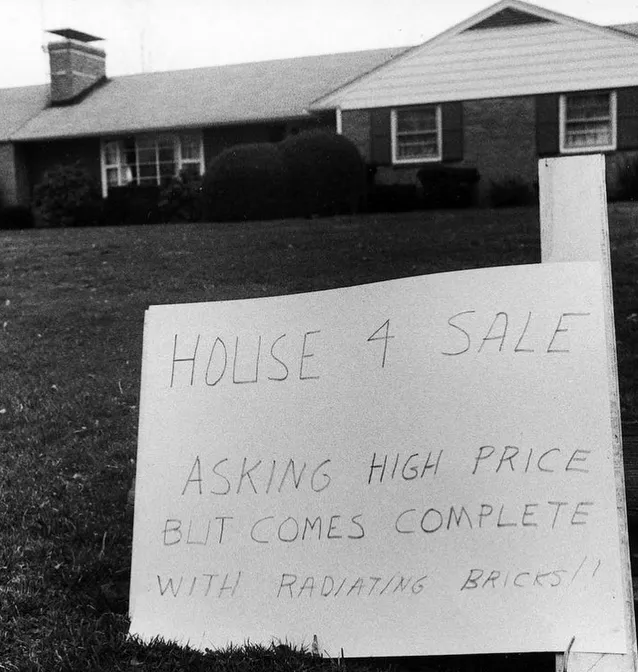 HOUSE 4 SALE
ASKING HIGH PRICE
BUT COMES COMPLETE
WITH RADIATING BRICKS!!